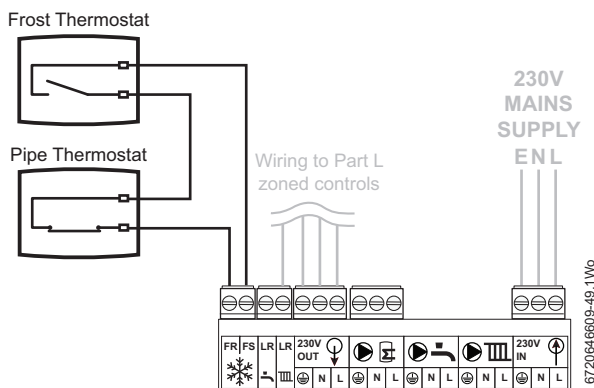 Frost Thermostat
Pipe Thermostat
Wiring to Part L
zoned controls
230V
MAINS
SUPPLY
E N L
FR FS LR LR 230V OUT 230V IN
N L N L N L N L N L
6720646609-49.1Wo